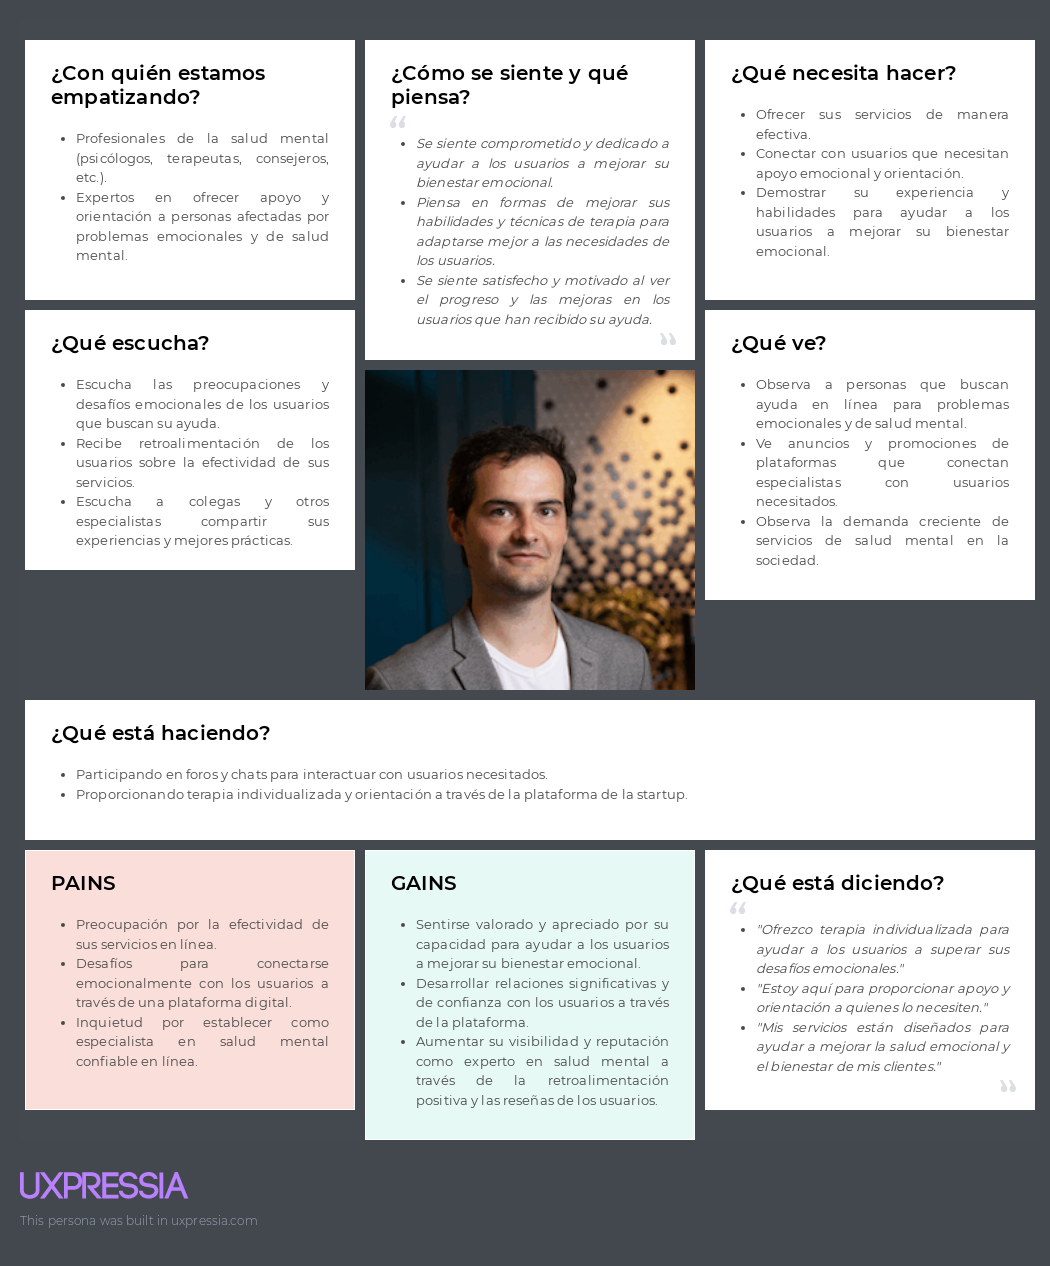 ¿Con quién estamos
empatizando?
Profesionales de la salud mental
(psicólogos, terapeutas, consejeros,
etc.).
Expertos en ofrecer apoyo y
orientación a personas afectadas por
problemas emocionales y de salud
mental.
¿Cómo se siente y qué
piensa?
“
Se siente comprometido y dedicado a
ayudar a los usuarios a mejorar su
bienestar emocional.
Piensa en formas de mejorar sus
habilidades y técnicas de terapia para
adaptarse mejor a las necesidades de
los usuarios.
Se siente satisfecho y motivado al ver
el progreso y las mejoras en los
usuarios que han recibido su ayuda.
”
¿Qué necesita hacer?
Ofrecer sus servicios de manera
efectiva.
Conectar con usuarios que necesitan
apoyo emocional y orientación.
Demostrar su experiencia y
habilidades para ayudar a los
usuarios a mejorar su bienestar
emocional.
¿Qué escucha?
Escucha las preocupaciones y
desafíos emocionales de los usuarios
que buscan su ayuda.
Recibe retroalimentación de los
usuarios sobre la efectividad de sus
servicios.
Escucha a colegas y otros
especialistas compartir sus
experiencias y mejores prácticas.
¿Qué ve?
Observa a personas que buscan
ayuda en línea para problemas
emocionales y de salud mental.
Ve anuncios y promociones de
plataformas que conectan
especialistas con usuarios
necesitados.
Observa la demanda creciente de
servicios de salud mental en la
sociedad.
¿Qué está haciendo?
Participando en foros y chats para interactuar con usuarios necesitados.
Proporcionando terapia individualizada y orientación a través de la plataforma de la startup.
PAINS
Preocupación por la efectividad de
sus servicios en línea.
Desafíos para conectarse
emocionalmente con los usuarios a
través de una plataforma digital.
Inquietud por establecer como
especialista en salud mental
confiable en línea.
GAINS
Sentirse valorado y apreciado por su
capacidad para ayudar a los usuarios
a mejorar su bienestar emocional.
Desarrollar relaciones significativas y
de confianza con los usuarios a través
de la plataforma.
Aumentar su visibilidad y reputación
como experto en salud mental a
través de la retroalimentación
positiva y las reseñas de los usuarios.
¿Qué está diciendo?
“
"Ofrezco terapia individualizada para
ayudar a los usuarios a superar sus
desafíos emocionales."
"Estoy aquí para proporcionar apoyo y
orientación a quienes lo necesiten."
"Mis servicios están diseñados para
ayudar a mejorar la salud emocional y
el bienestar de mis clientes."
”
UXPRESSIA
This persona was built in uxpressia.com